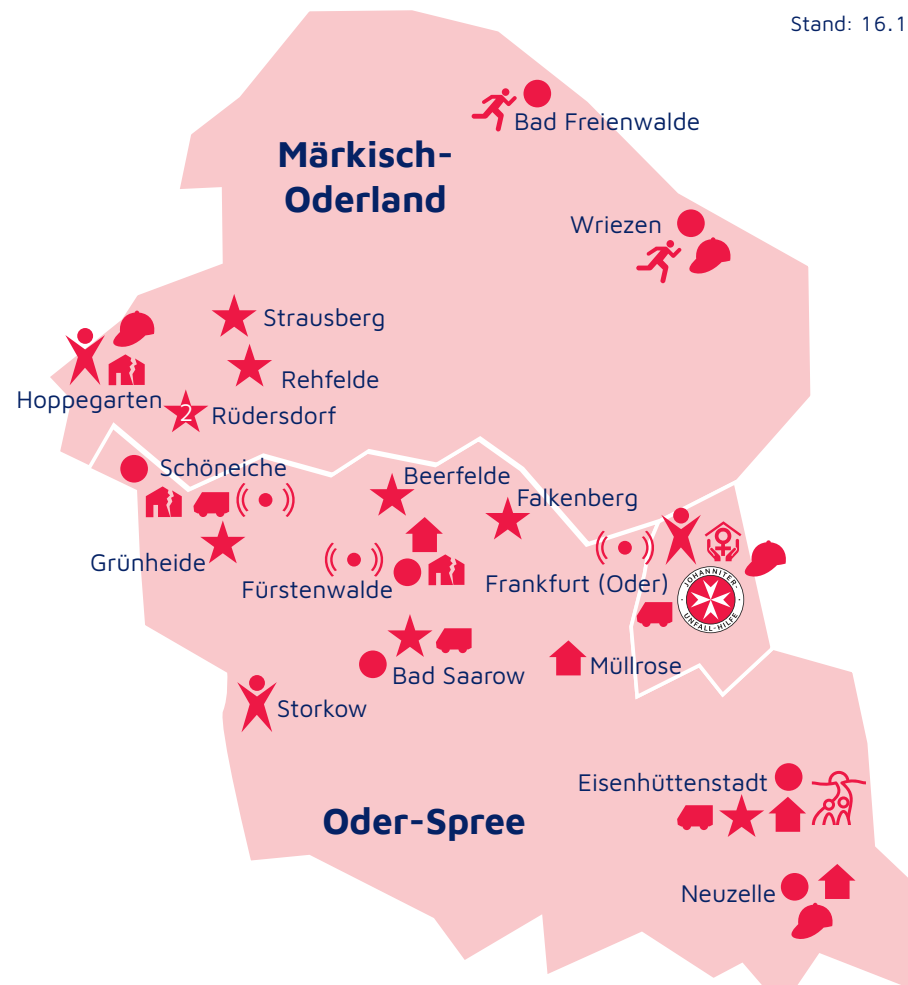 Stand: 16.1
Bad Freienwalde
Märkisch-
Oderland
Wriezen
Strausberg
Rehfelde
Hoppegarten
2
Rüdersdorf
Schöneiche
Beerfelde
Falkenberg
Grünheide
Fürstenwalde
Frankfurt (Oder)
JOHANNITER-
UNFALL-HILFE
Bad Saarow
Müllrose
Storkow
Eisenhüttenstadt
Oder-Spree
Neuzelle